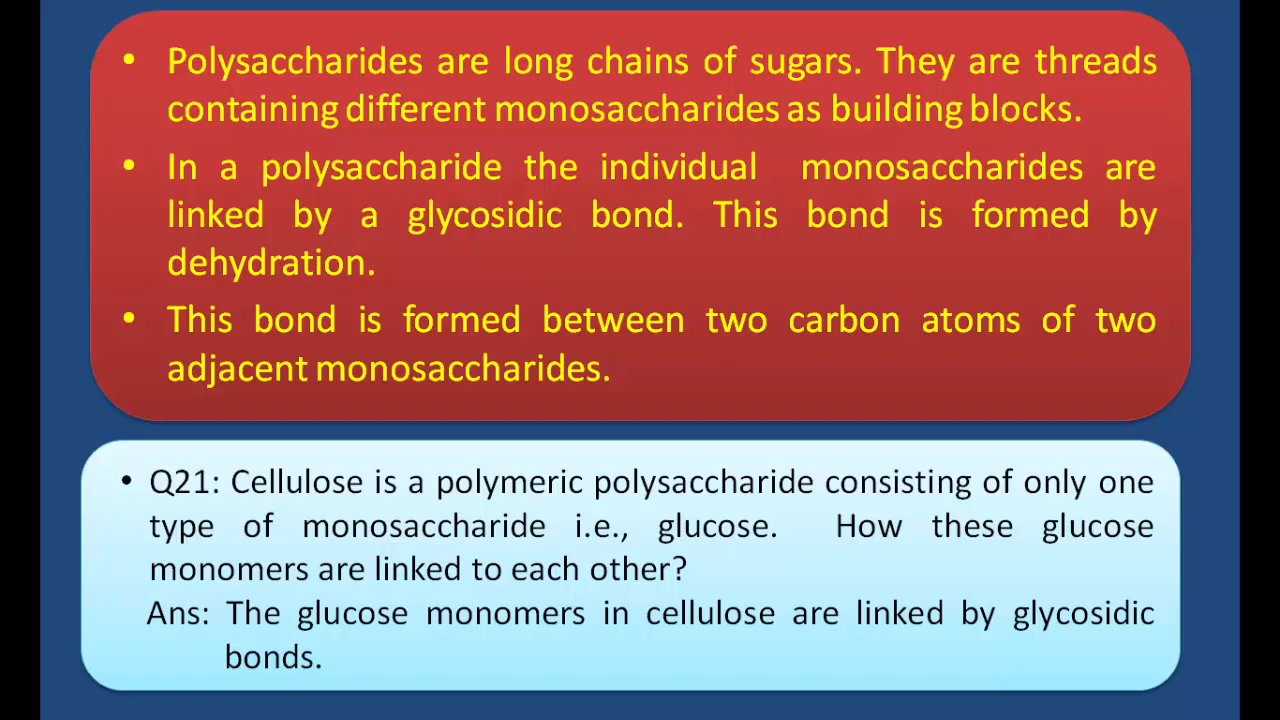 • Polysaccharides are long chains of sugars. They are threads
containing different monosaccharides as building blocks.
• In a polysaccharide the individual monosaccharides are
linked by a glycosidic bond. This bond is formed by
dehydration.
• This bond is formed between two carbon atoms of two
adjacent monosaccharides.
• Q21: Cellulose is a polymeric polysaccharide consisting of only one
type of monosaccharide i.e., glucose. How these glucose
monomers are linked to each other?
Ans: The glucose monomers in cellulose are linked by glycosidic
bonds.